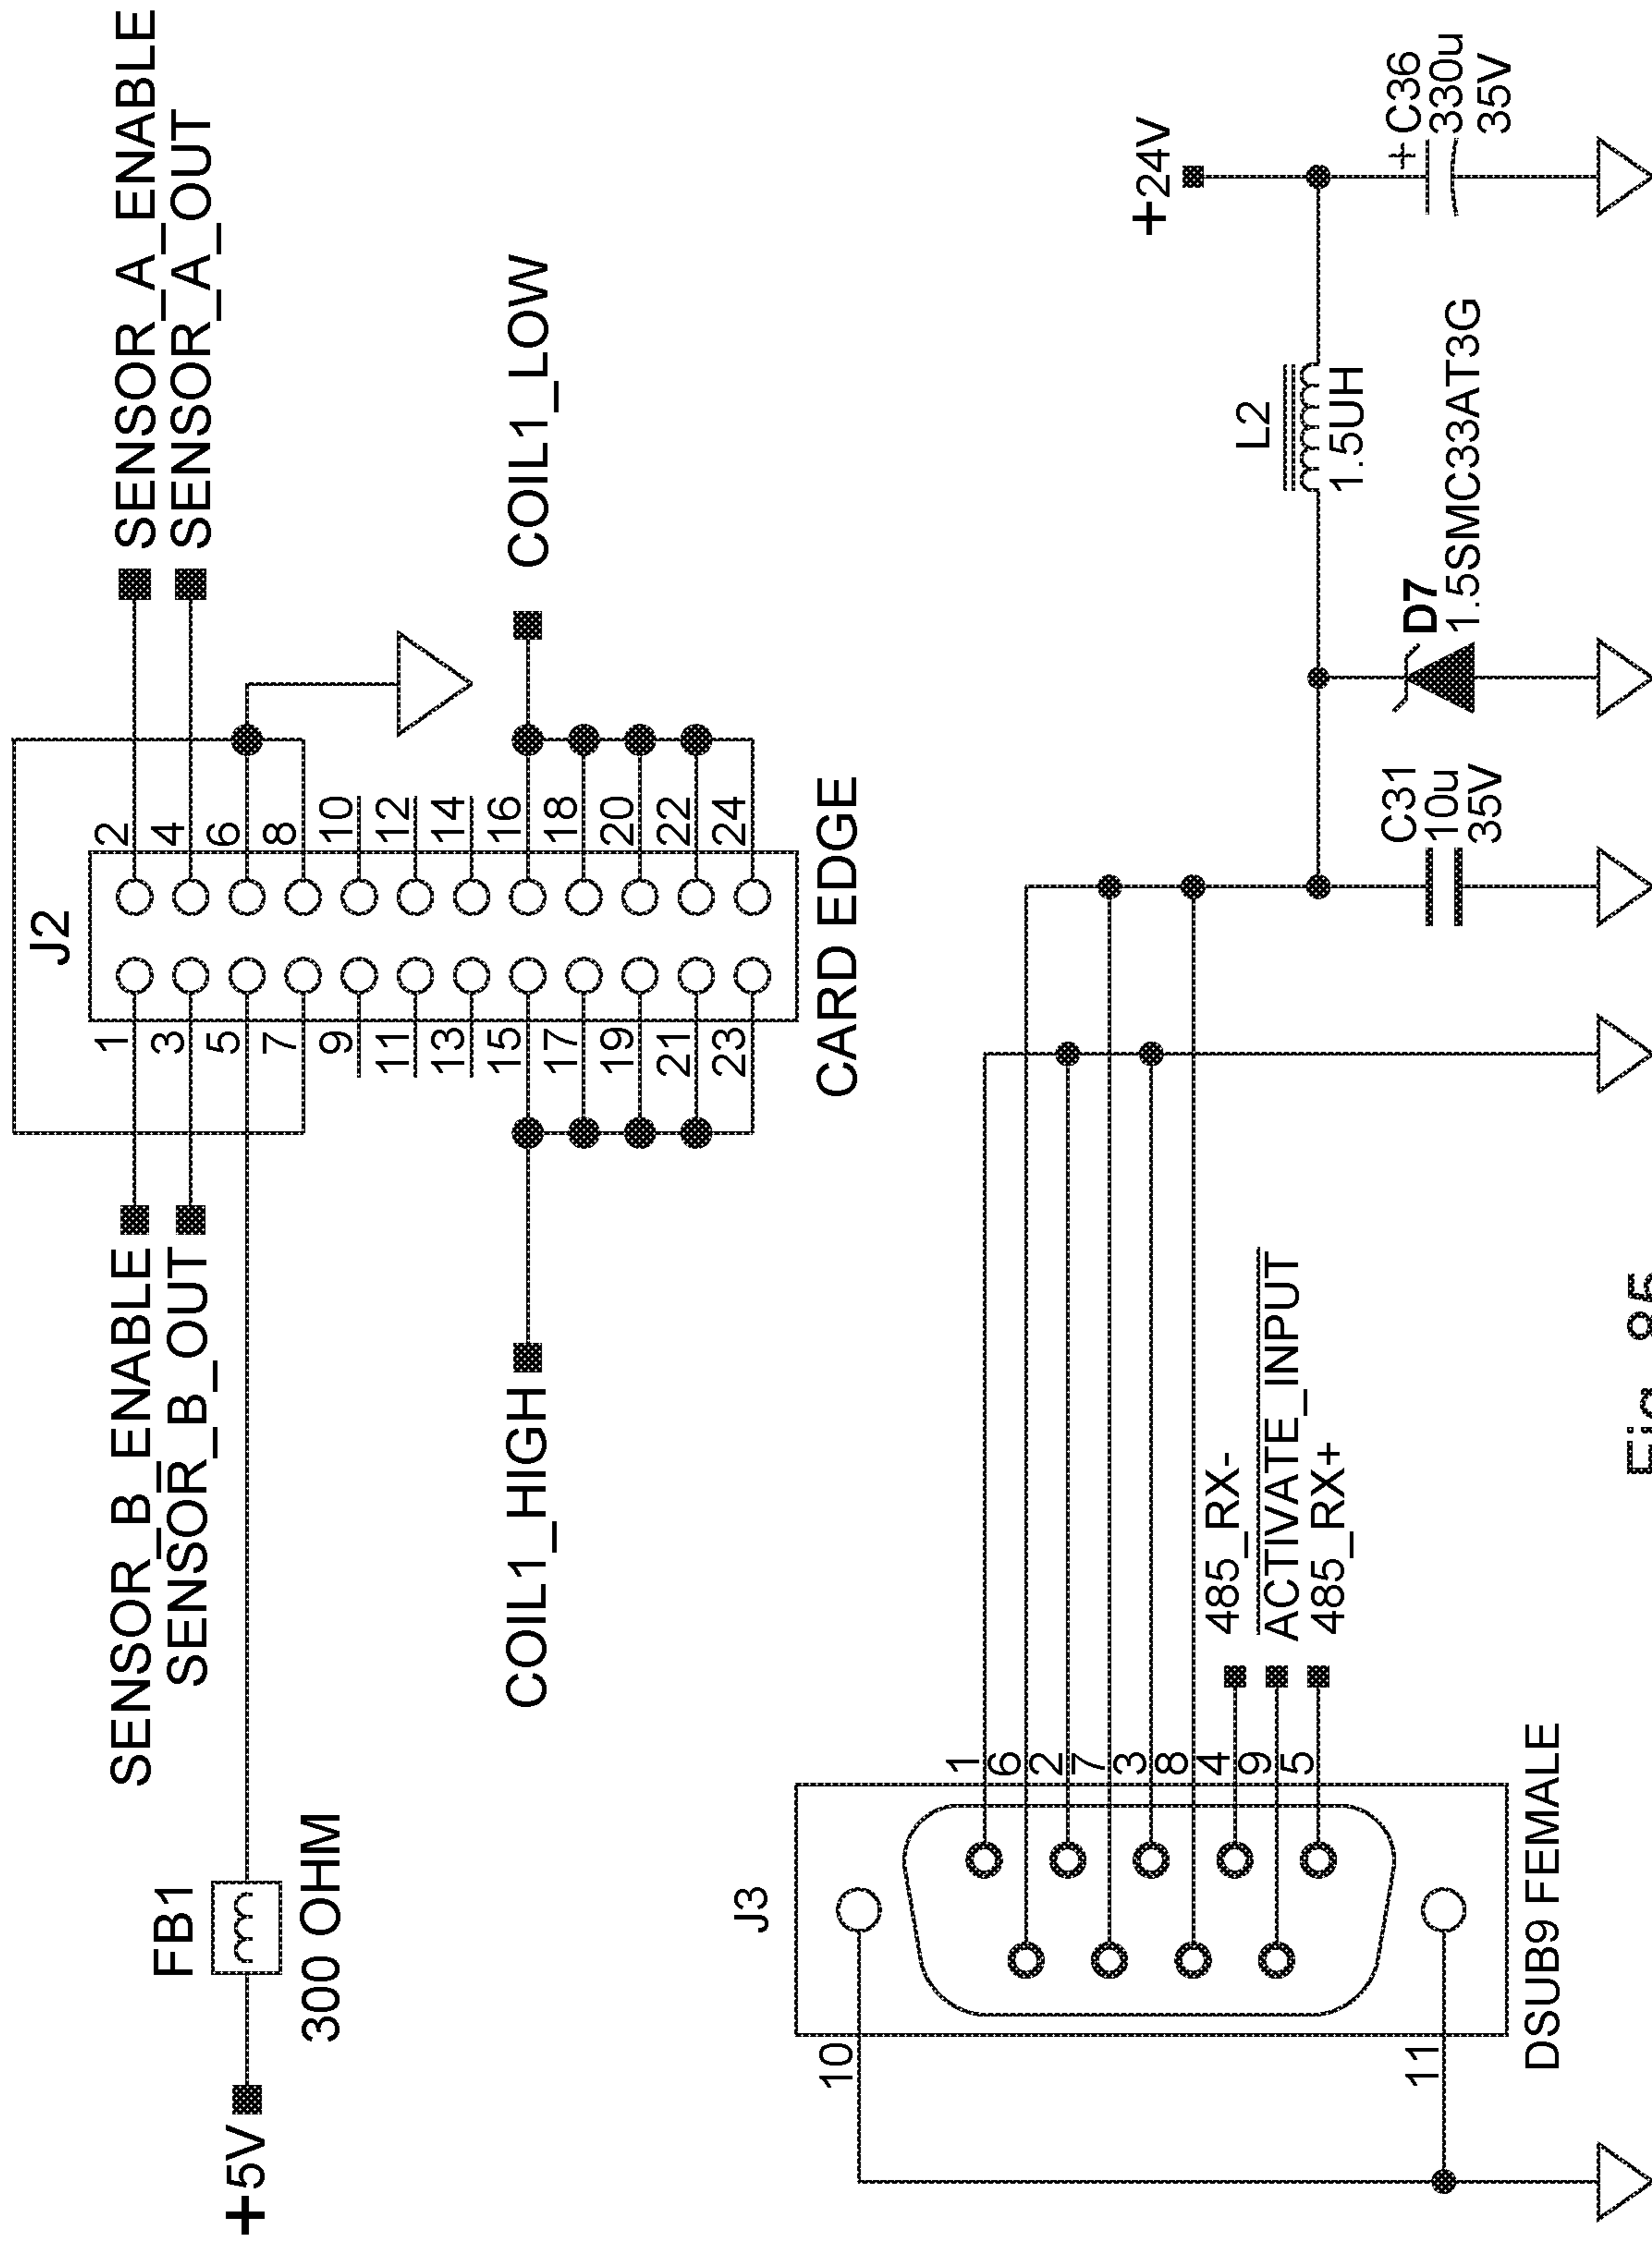 J2
SENSOR_B_ENABLE
1
2
SENSOR_A_ENABLE
SENSOR_B_OUT
3
4
SENSOR_A_OUT
FB1
+5V
5
6
300 OHM
7
8
9
10
11
12
13
14
COIL1_HIGH
15
16
COIL1_LOW
17
18
19
20
21
22
23
24
CARD EDGE
J3
10
1
6
2
7
3
8
4
485_RX-
9
ACTIVATE_INPUT
5
485_RX+
11
DSUB9 FEMALE
+24V
L2
1.5UH
C31
10u
35V
D7
1.5SMC33AT3G
+
C36
330u
35V
Fig. 85